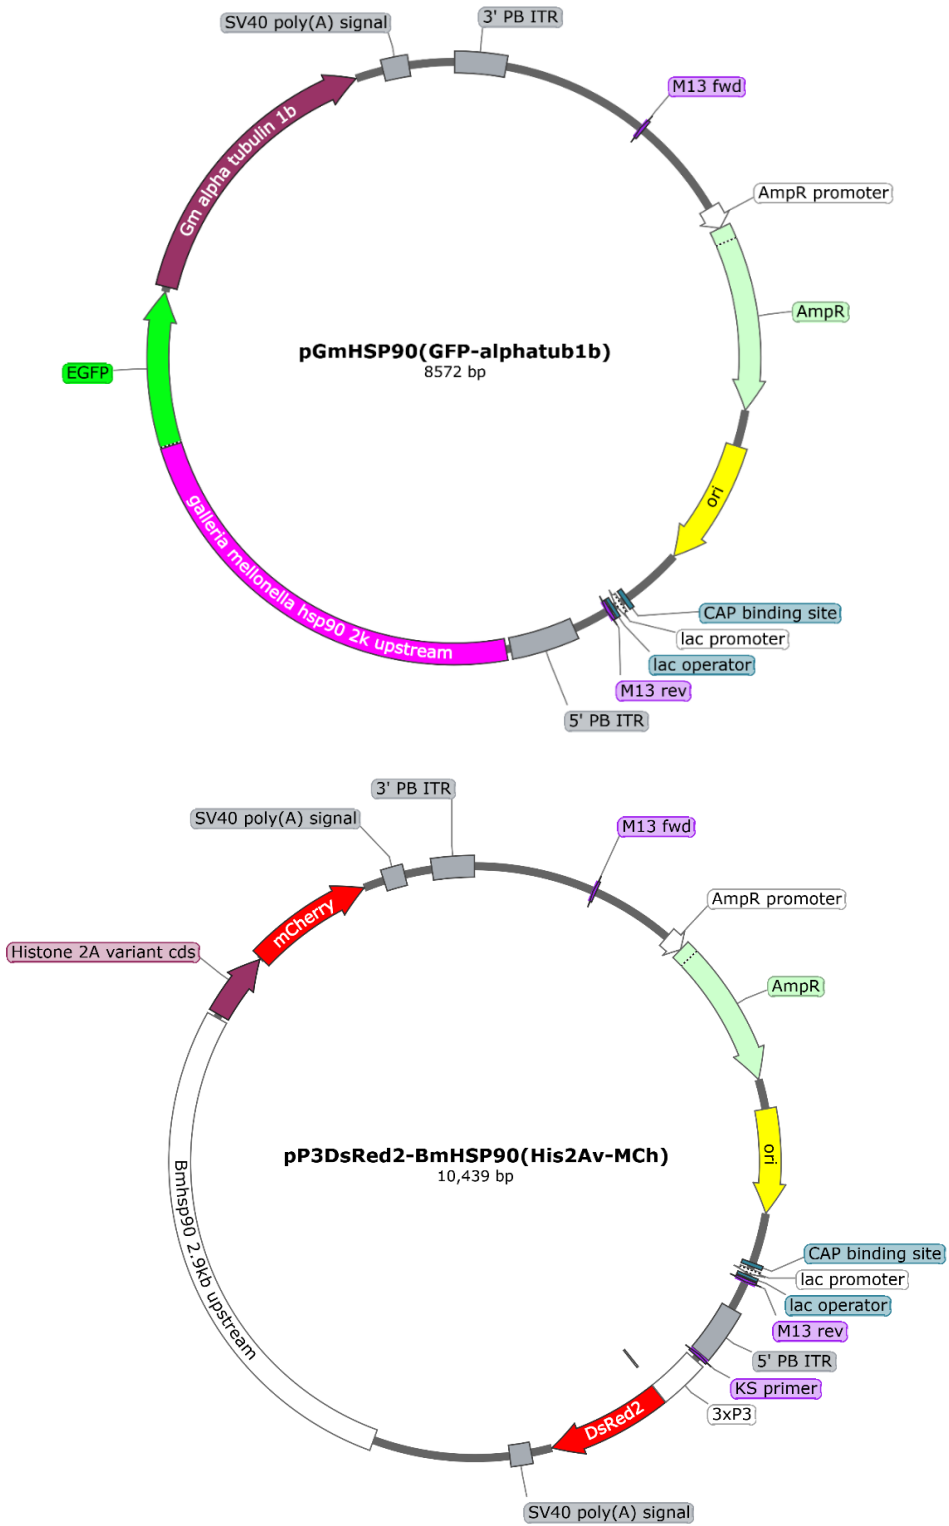 3' PB ITR
SV40 poly(A) signal
M13 fwd
Gm alpha tubulin 1b
AmpR promoter
AmpR
pGmHSP90(GFP-alphatub1b)
8572 bp
EGFP
ori
galleria mellonella hsp90 2k upstream
CAP binding site
lac promoter
lac operator
M13 rev
5' PB ITR
3' PB ITR
SV40 poly(A) signal
M13 fwd
AmpR promoter
mCherry
Histone 2A variant cds
AmpR
pP3DsRed2-BmHSP90(His2Av-MCh)
10,439 bp
ori
Bmhsp90 2.9kb upstream
CAP binding site
lac promoter
lac operator
M13 rev
5' PB ITR
KS primer
3xP3
DsRed2
SV40 poly(A) signal